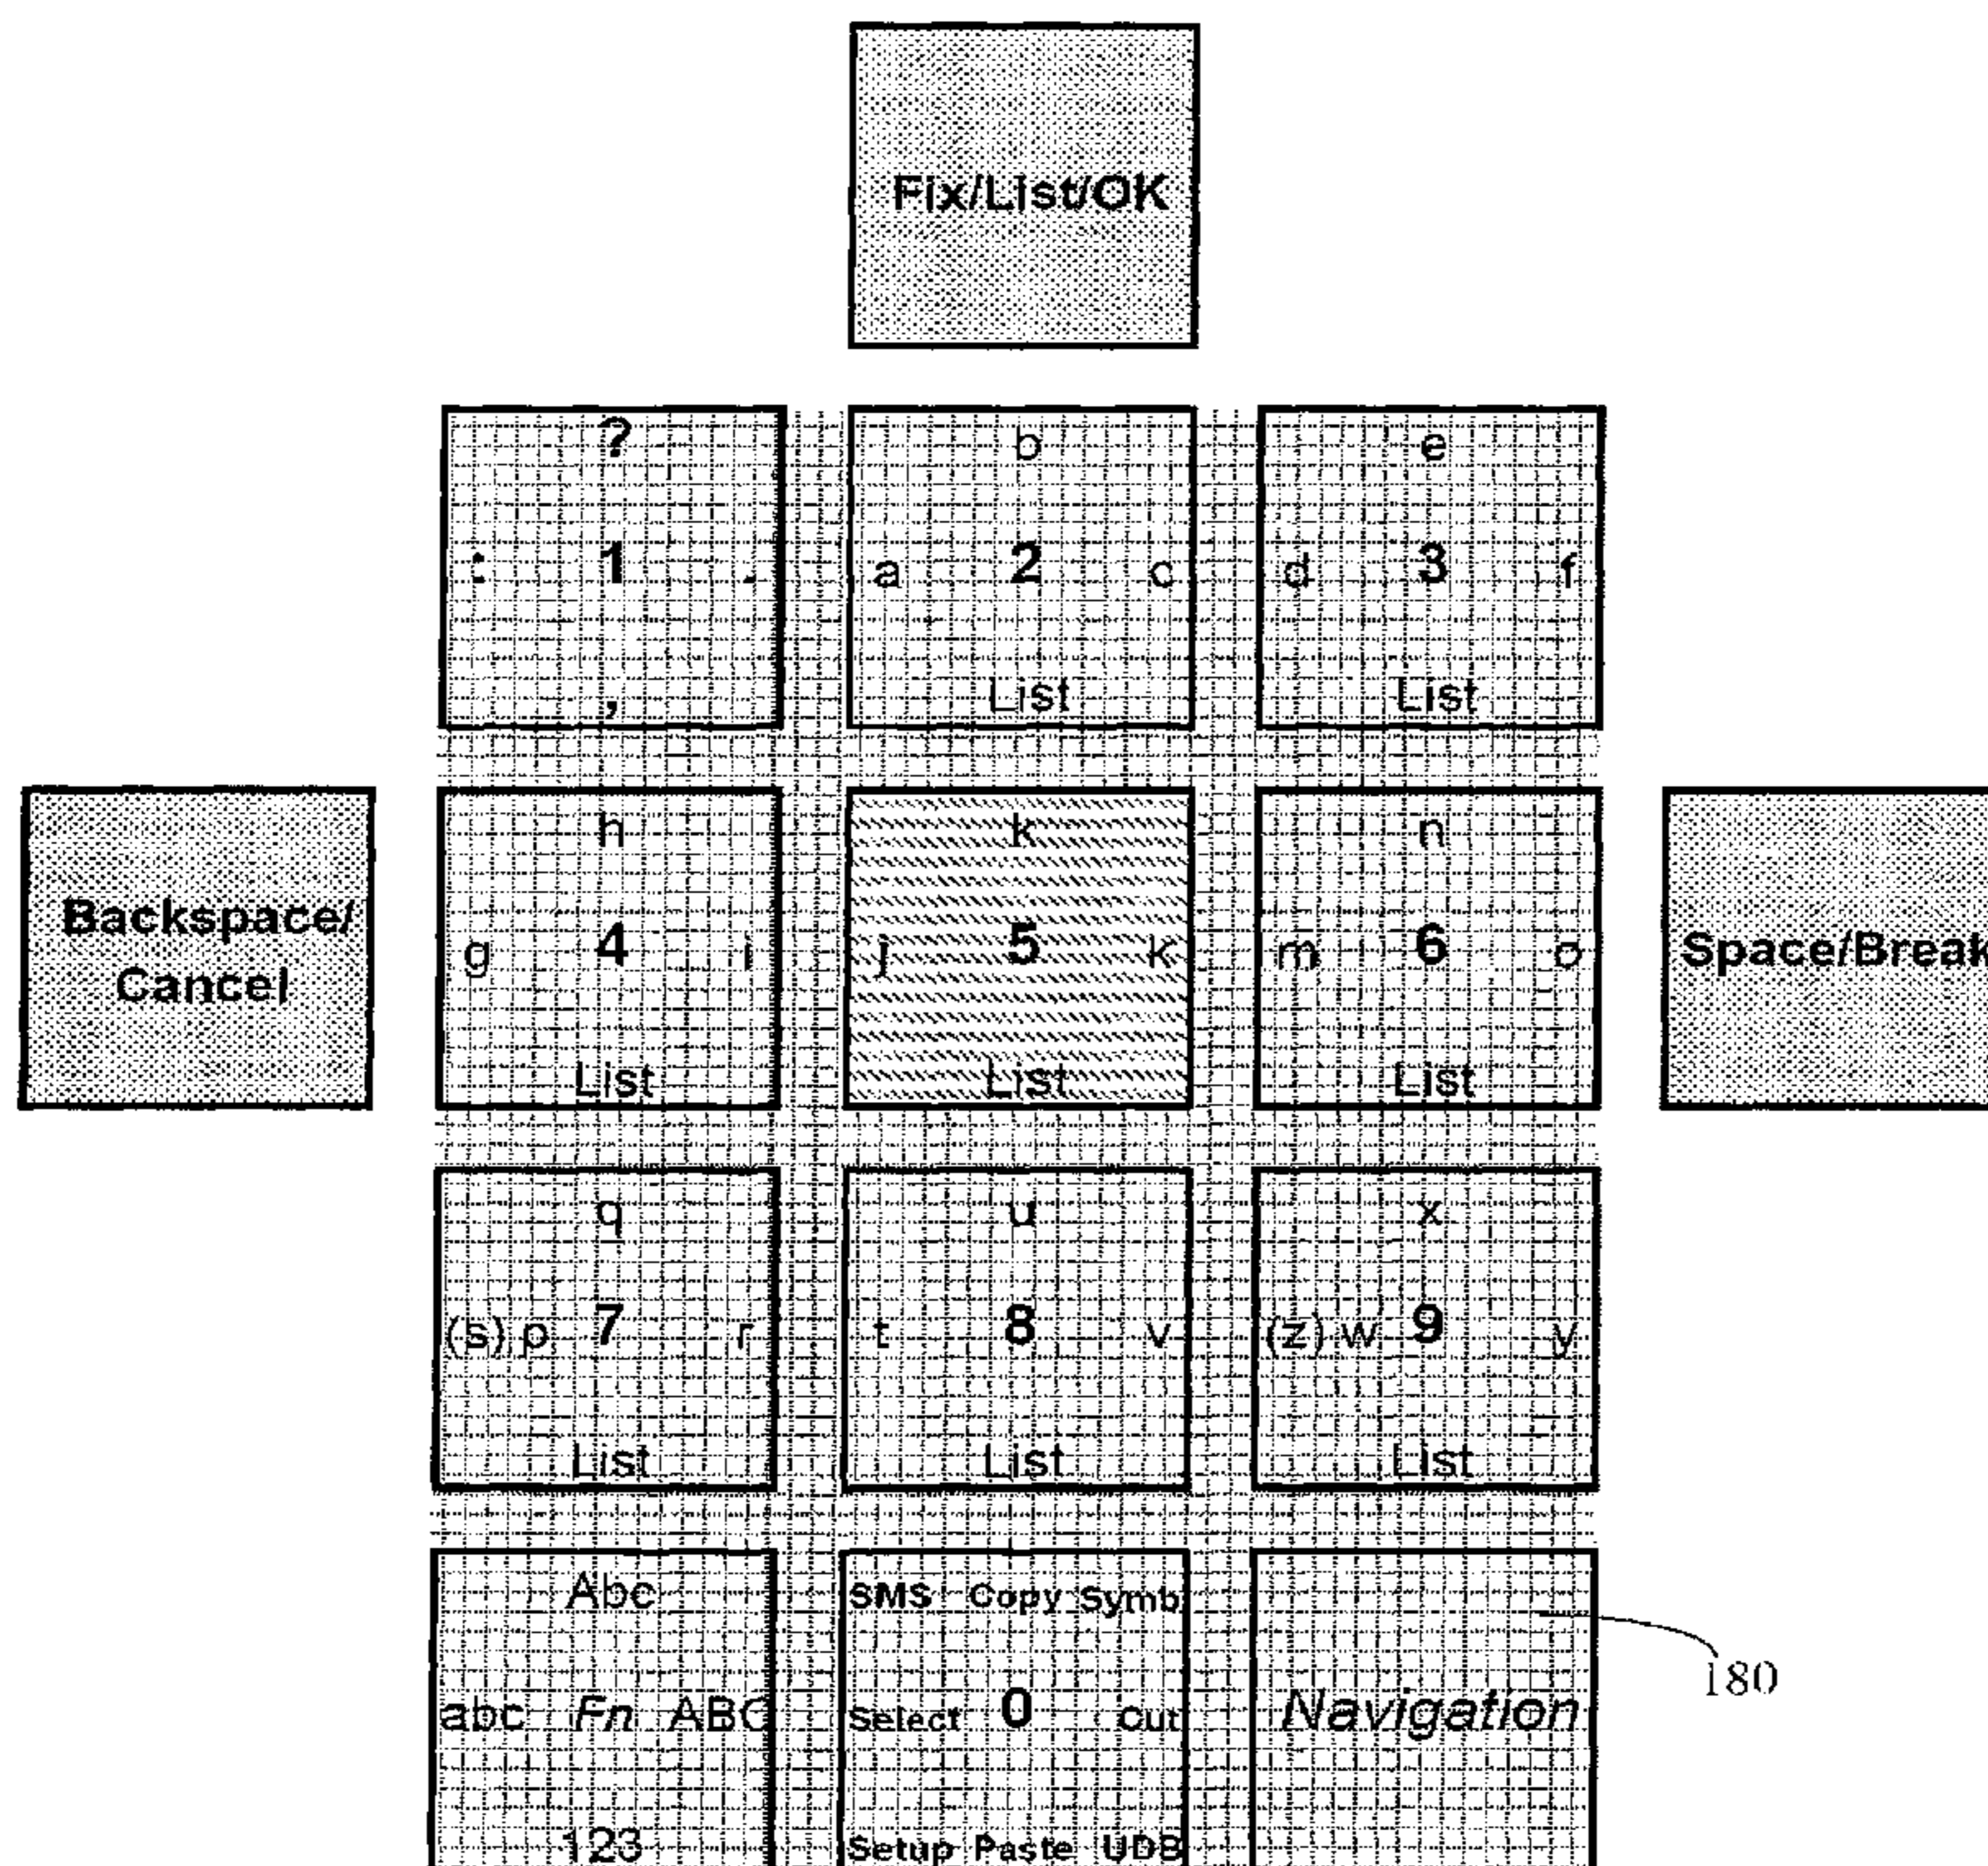 Fix/List/OK
? b e
: 1 . a 2 c d 3 f
, List List
h k n
Backspace/
Cancel
g 4 i j 5 k m 6 o
Space/Break
List List List
q u x
(s) p 7 r t 8 v (z) w 9 y
List List List
Abc SMS Copy Symb
180
abc Fn ABC Select 0 Cut Navigation
123 Setup Paste UDB